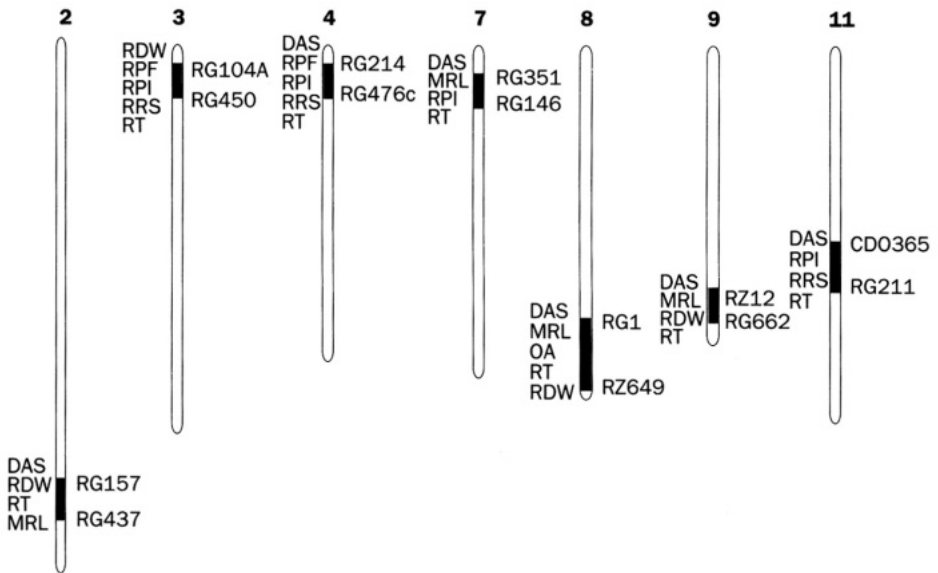 2 3 4 7 8 9 11
RDW
RPF
RPI
RRS
RT
RG104A
RG450
DAS
RPF
RPI
RRS
RT
RG214
RG476c
DAS
MRL
RPI
RT
RG351
RG146
DAS
RPI
RRS
RT
CDO365
RG211
DAS
MRL
RDW
RT
RZ12
RG662
DAS
MRL
OA
RT
RDW
RG1
RZ649
DAS
RDW
RT
MRL
RG157
RG437